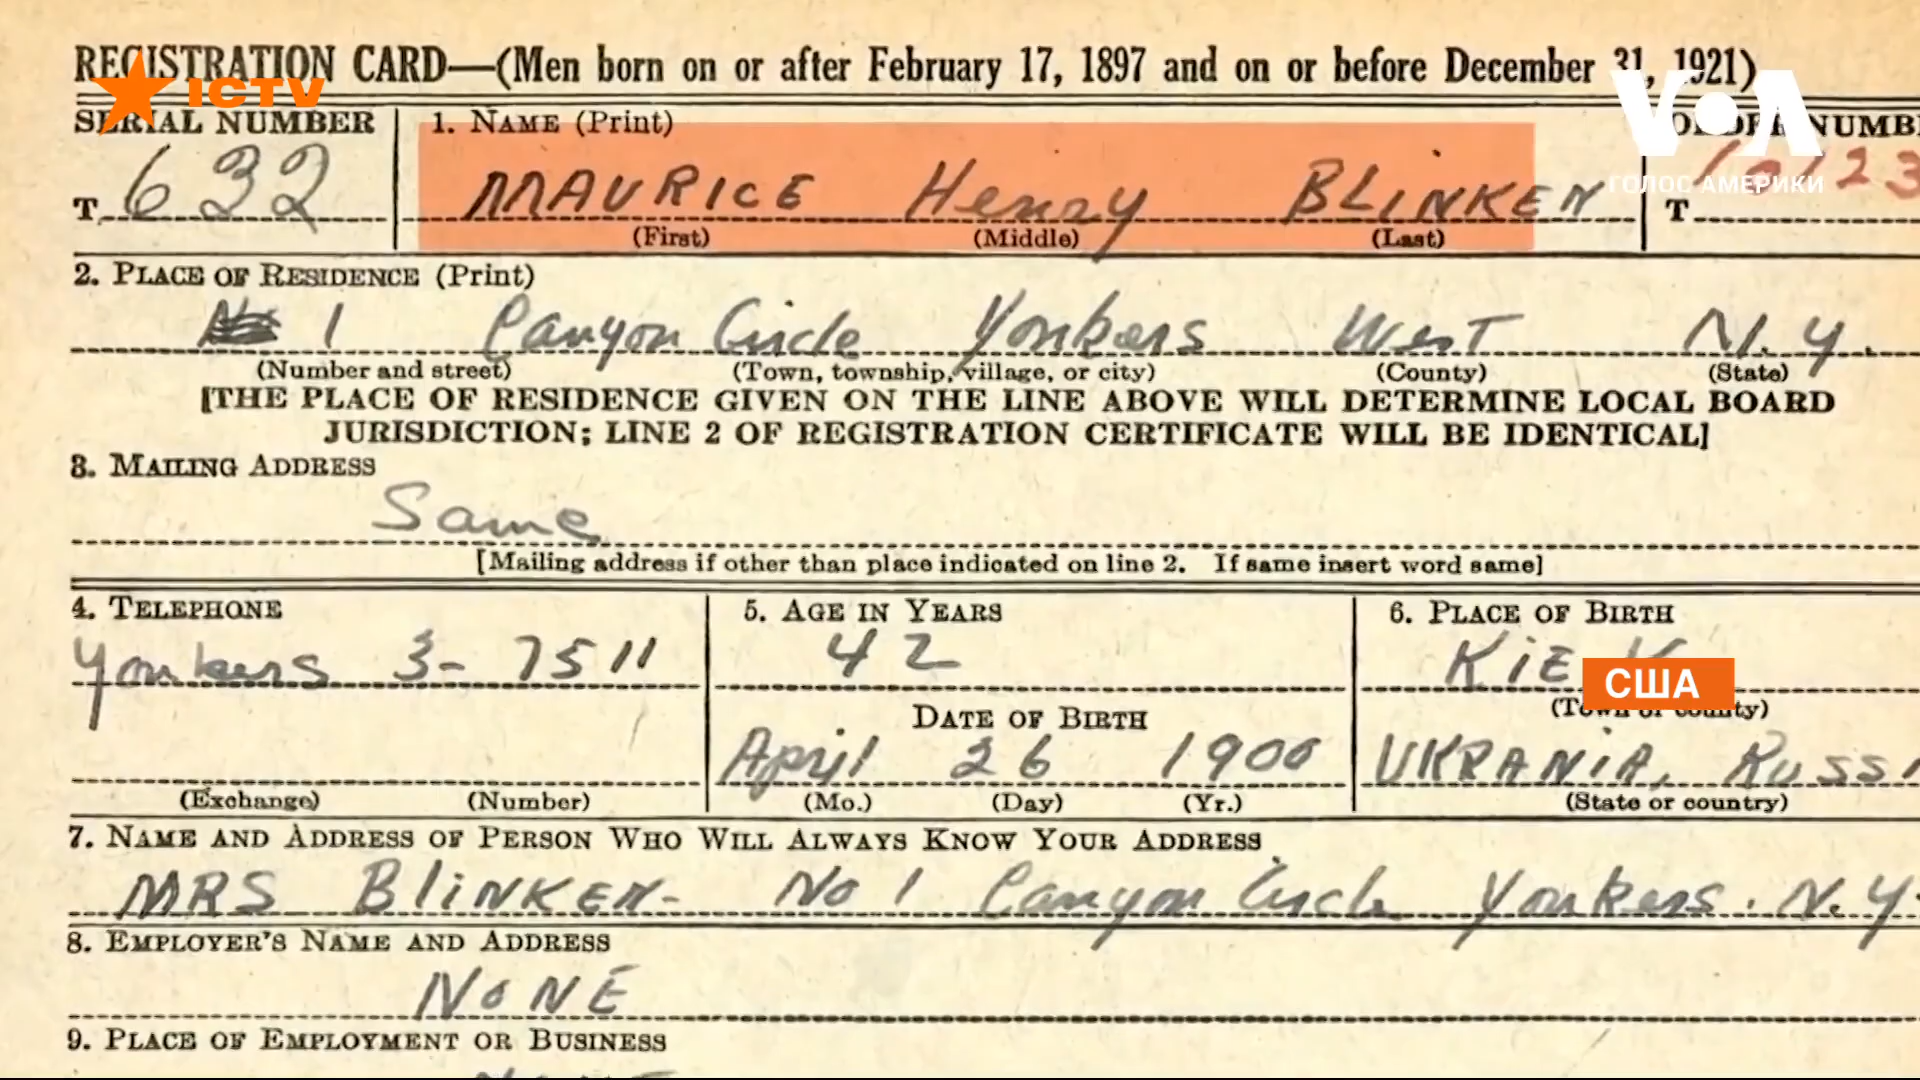 REGISTRATION CARD—(Men born on or after February 17, 1897 and on or before December 31, 1921)
ICTV
VOA
ГОЛОС АМЕРИКИ
SERIAL NUMBER
1. NAME (Print)
ORDER NUMBE
T 632
MAURICE Henry BLINKEN
T
(First) (Middle) (Last)
2. PLACE OF RESIDENCE (Print)
1 Canyon Circle Yonkers West N.Y.
(Number and street) (Town, township, village, or city) (County) (State)
[THE PLACE OF RESIDENCE GIVEN ON THE LINE ABOVE WILL DETERMINE LOCAL BOARD
JURISDICTION; LINE 2 OF REGISTRATION CERTIFICATE WILL BE IDENTICAL]
3. MAILING ADDRESS
Same
[Mailing address if other than place indicated on line 2. If same insert word same]
4. TELEPHONE
Yonkers 3-7511
(Exchange) (Number)
5. AGE IN YEARS
42
DATE OF BIRTH
April 26 1900
(Mo.) (Day) (Yr.)
6. PLACE OF BIRTH
KIEV
США
(Town or county)
UKRANIA, Russi
(State or country)
7. NAME AND ADDRESS OF PERSON WHO WILL ALWAYS KNOW YOUR ADDRESS
MRS BLINKEN- No 1 Canyon Circle Yonkers. N.Y.
8. EMPLOYER'S NAME AND ADDRESS
NONE
9. PLACE OF EMPLOYMENT OR BUSINESS